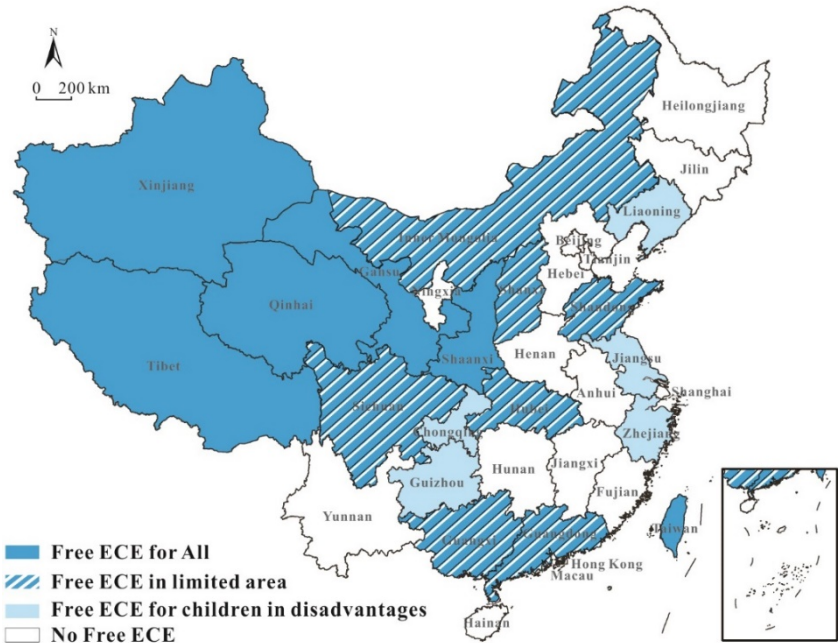 N
0 200 km
Heilongjiang
Jilin
Xinjiang
Liaoning
Inner Mongolia
Beijing
Tianjin
Gansu
Hebei
Ningxia
Shanxi
Qinhai
Shandong
Shaanxi
Henan
Jiangsu
Tibet
Anhui
Shanghai
Sichuan
Hubei
Chongqing
Zhejiang
Hunan
Jiangxi
Guizhou
Fujian
Yunnan
Taiwan
Guangxi
Guangdong
Hong Kong
Macau
Hainan
Free ECE for All
Free ECE in limited area
Free ECE for children in disadvantages
No Free ECE